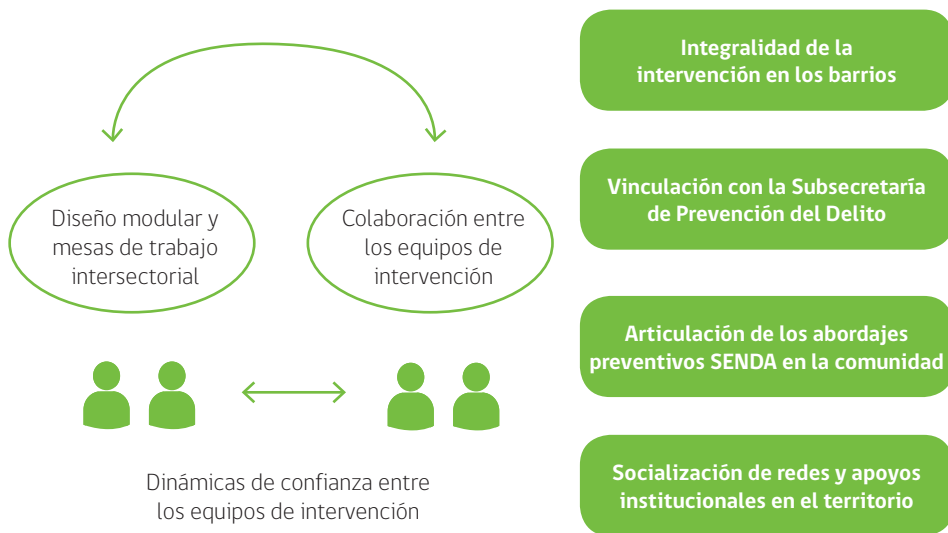 Diseño modular y
mesas de trabajo
intersectorial
Colaboración entre
los equipos de
intervención
Dinámicas de confianza entre
los equipos de intervención
Integralidad de la
intervención en los barrios
Vinculación con la Subsecretaría
de Prevención del Delito
Articulación de los abordajes
preventivos SENDA en la comunidad
Socialización de redes y apoyos
institucionales en el territorio